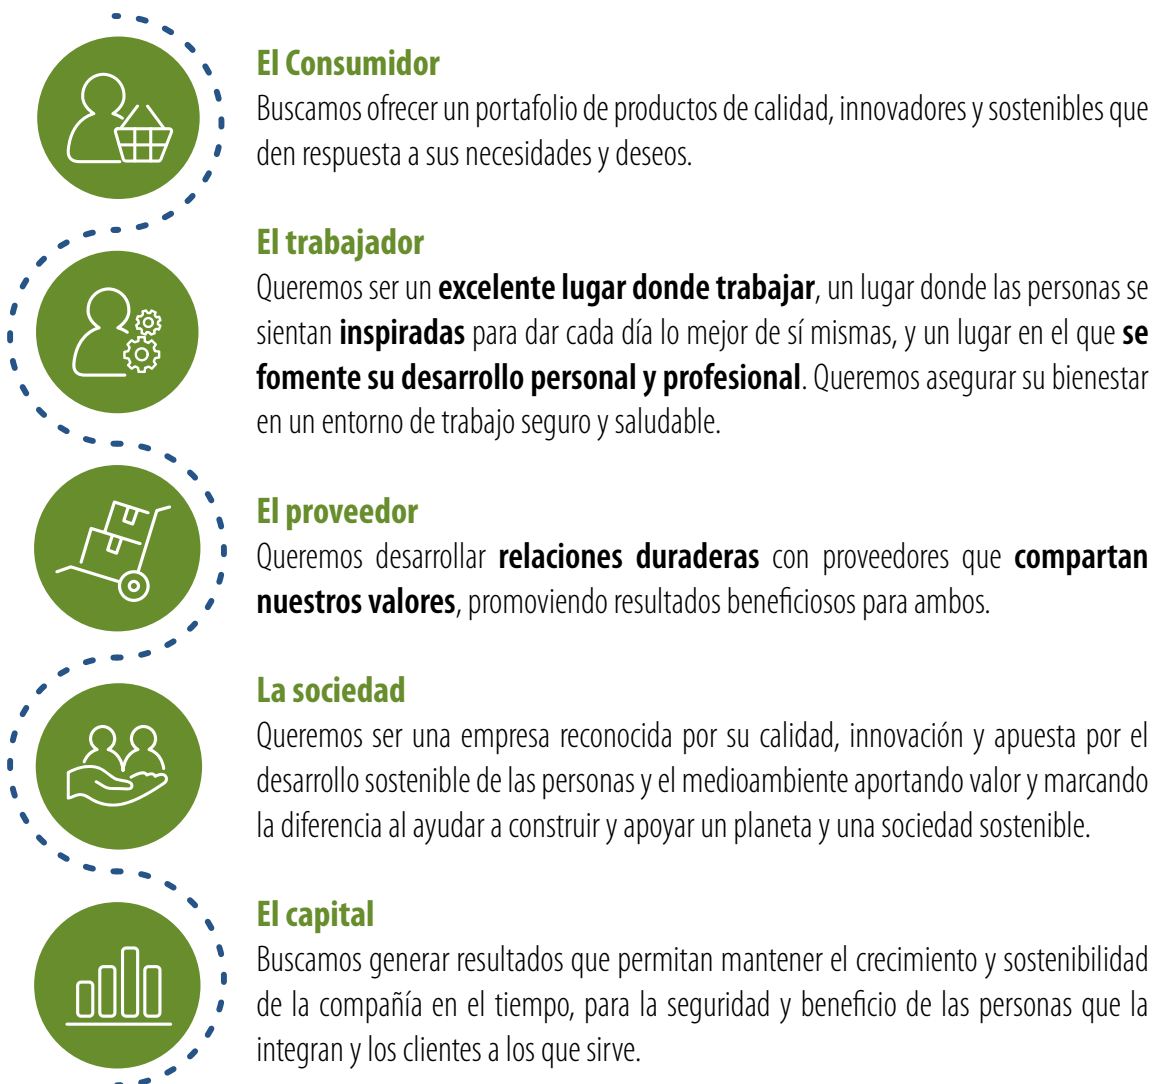 El Consumidor
Buscamos ofrecer un portafolio de productos de calidad, innovadores y sostenibles que
den respuesta a sus necesidades y deseos.
El trabajador
Queremos ser un excelente lugar donde trabajar, un lugar donde las personas se
sientan inspiradas para dar cada día lo mejor de sí mismas, y un lugar en el que se
fomente su desarrollo personal y profesional. Queremos asegurar su bienestar
en un entorno de trabajo seguro y saludable.
El proveedor
Queremos desarrollar relaciones duraderas con proveedores que compartan
nuestros valores, promoviendo resultados beneficiosos para ambos.
La sociedad
Queremos ser una empresa reconocida por su calidad, innovación y apuesta por el
desarrollo sostenible de las personas y el medioambiente aportando valor y marcando
la diferencia al ayudar a construir y apoyar un planeta y una sociedad sostenible.
El capital
Buscamos generar resultados que permitan mantener el crecimiento y sostenibilidad
de la compañía en el tiempo, para la seguridad y beneficio de las personas que la
integran y los clientes a los que sirve.